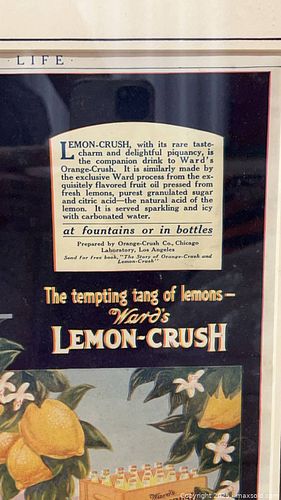 · LIFE ·
LEMON-CRUSH, with its rare taste-
charm and delightful piquancy, is
the companion drink to Ward's
Orange-Crush. It is similarly made by
the exclusive Ward process from the ex-
quisitely flavored fruit oil pressed from
fresh lemons, purest granulated sugar
and citric acid—the natural acid of the
lemon. It is served sparkling and icy
with carbonated water.
at fountains or in bottles
Prepared by Orange-Crush Co., Chicago
Laboratory, Los Angeles
Send for free book, "The Story of Orange-Crush and
Lemon-Crush"
The tempting tang of lemons—
Ward's
LEMON-CRUSH
Copyright 2025 maxsold.com